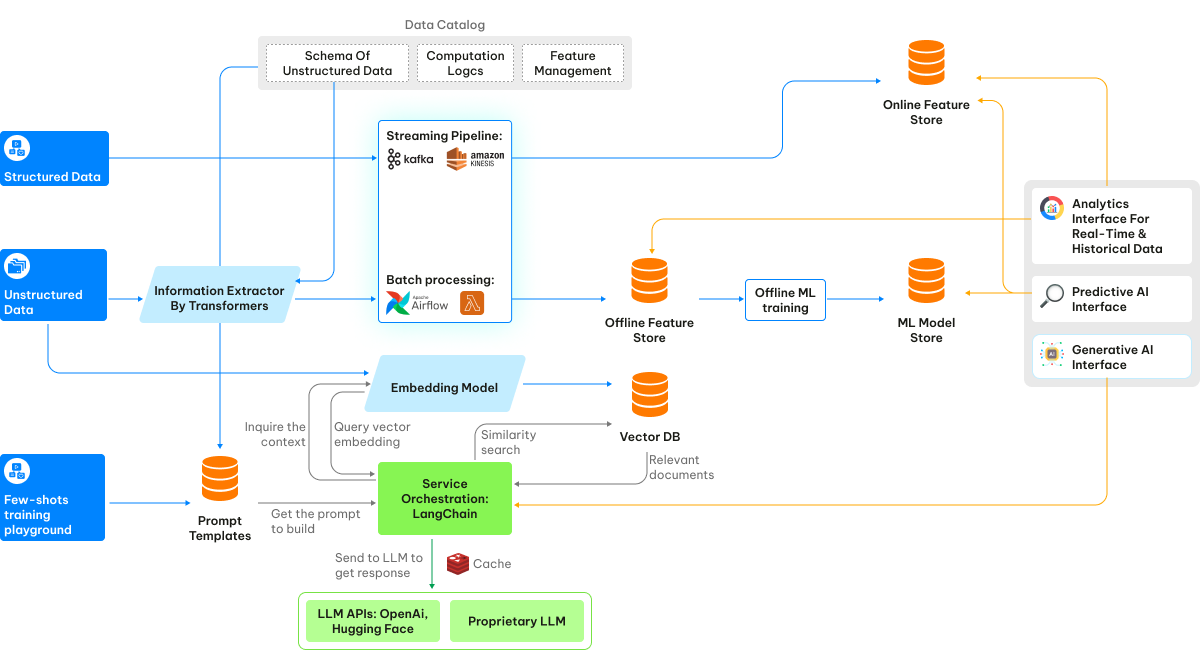 Data Catalog
Schema Of
Unstructured Data
Computation
Logcs
Feature
Management
Online Feature
Store
Structured Data
Streaming Pipeline:
kafka
amazon
KINESIS
Analytics
Interface For
Real-Time &
Historical Data
Unstructured
Data
Information Extractor
By Transformers
Batch processing:
Apache
Airflow
Offline Feature
Store
Offline ML
training
ML Model
Store
Predictive AI
Interface
AI
Generative AI
Interface
Embedding Model
Vector DB
Inquire the
context
Query vector
embedding
Similarity
search
Relevant
documents
Few-shots
training
playground
Prompt
Templates
Get the prompt
to build
Service
Orchestration:
LangChain
Send to LLM to
get response
Cache
LLM APIs: OpenAi,
Hugging Face
Proprietary LLM